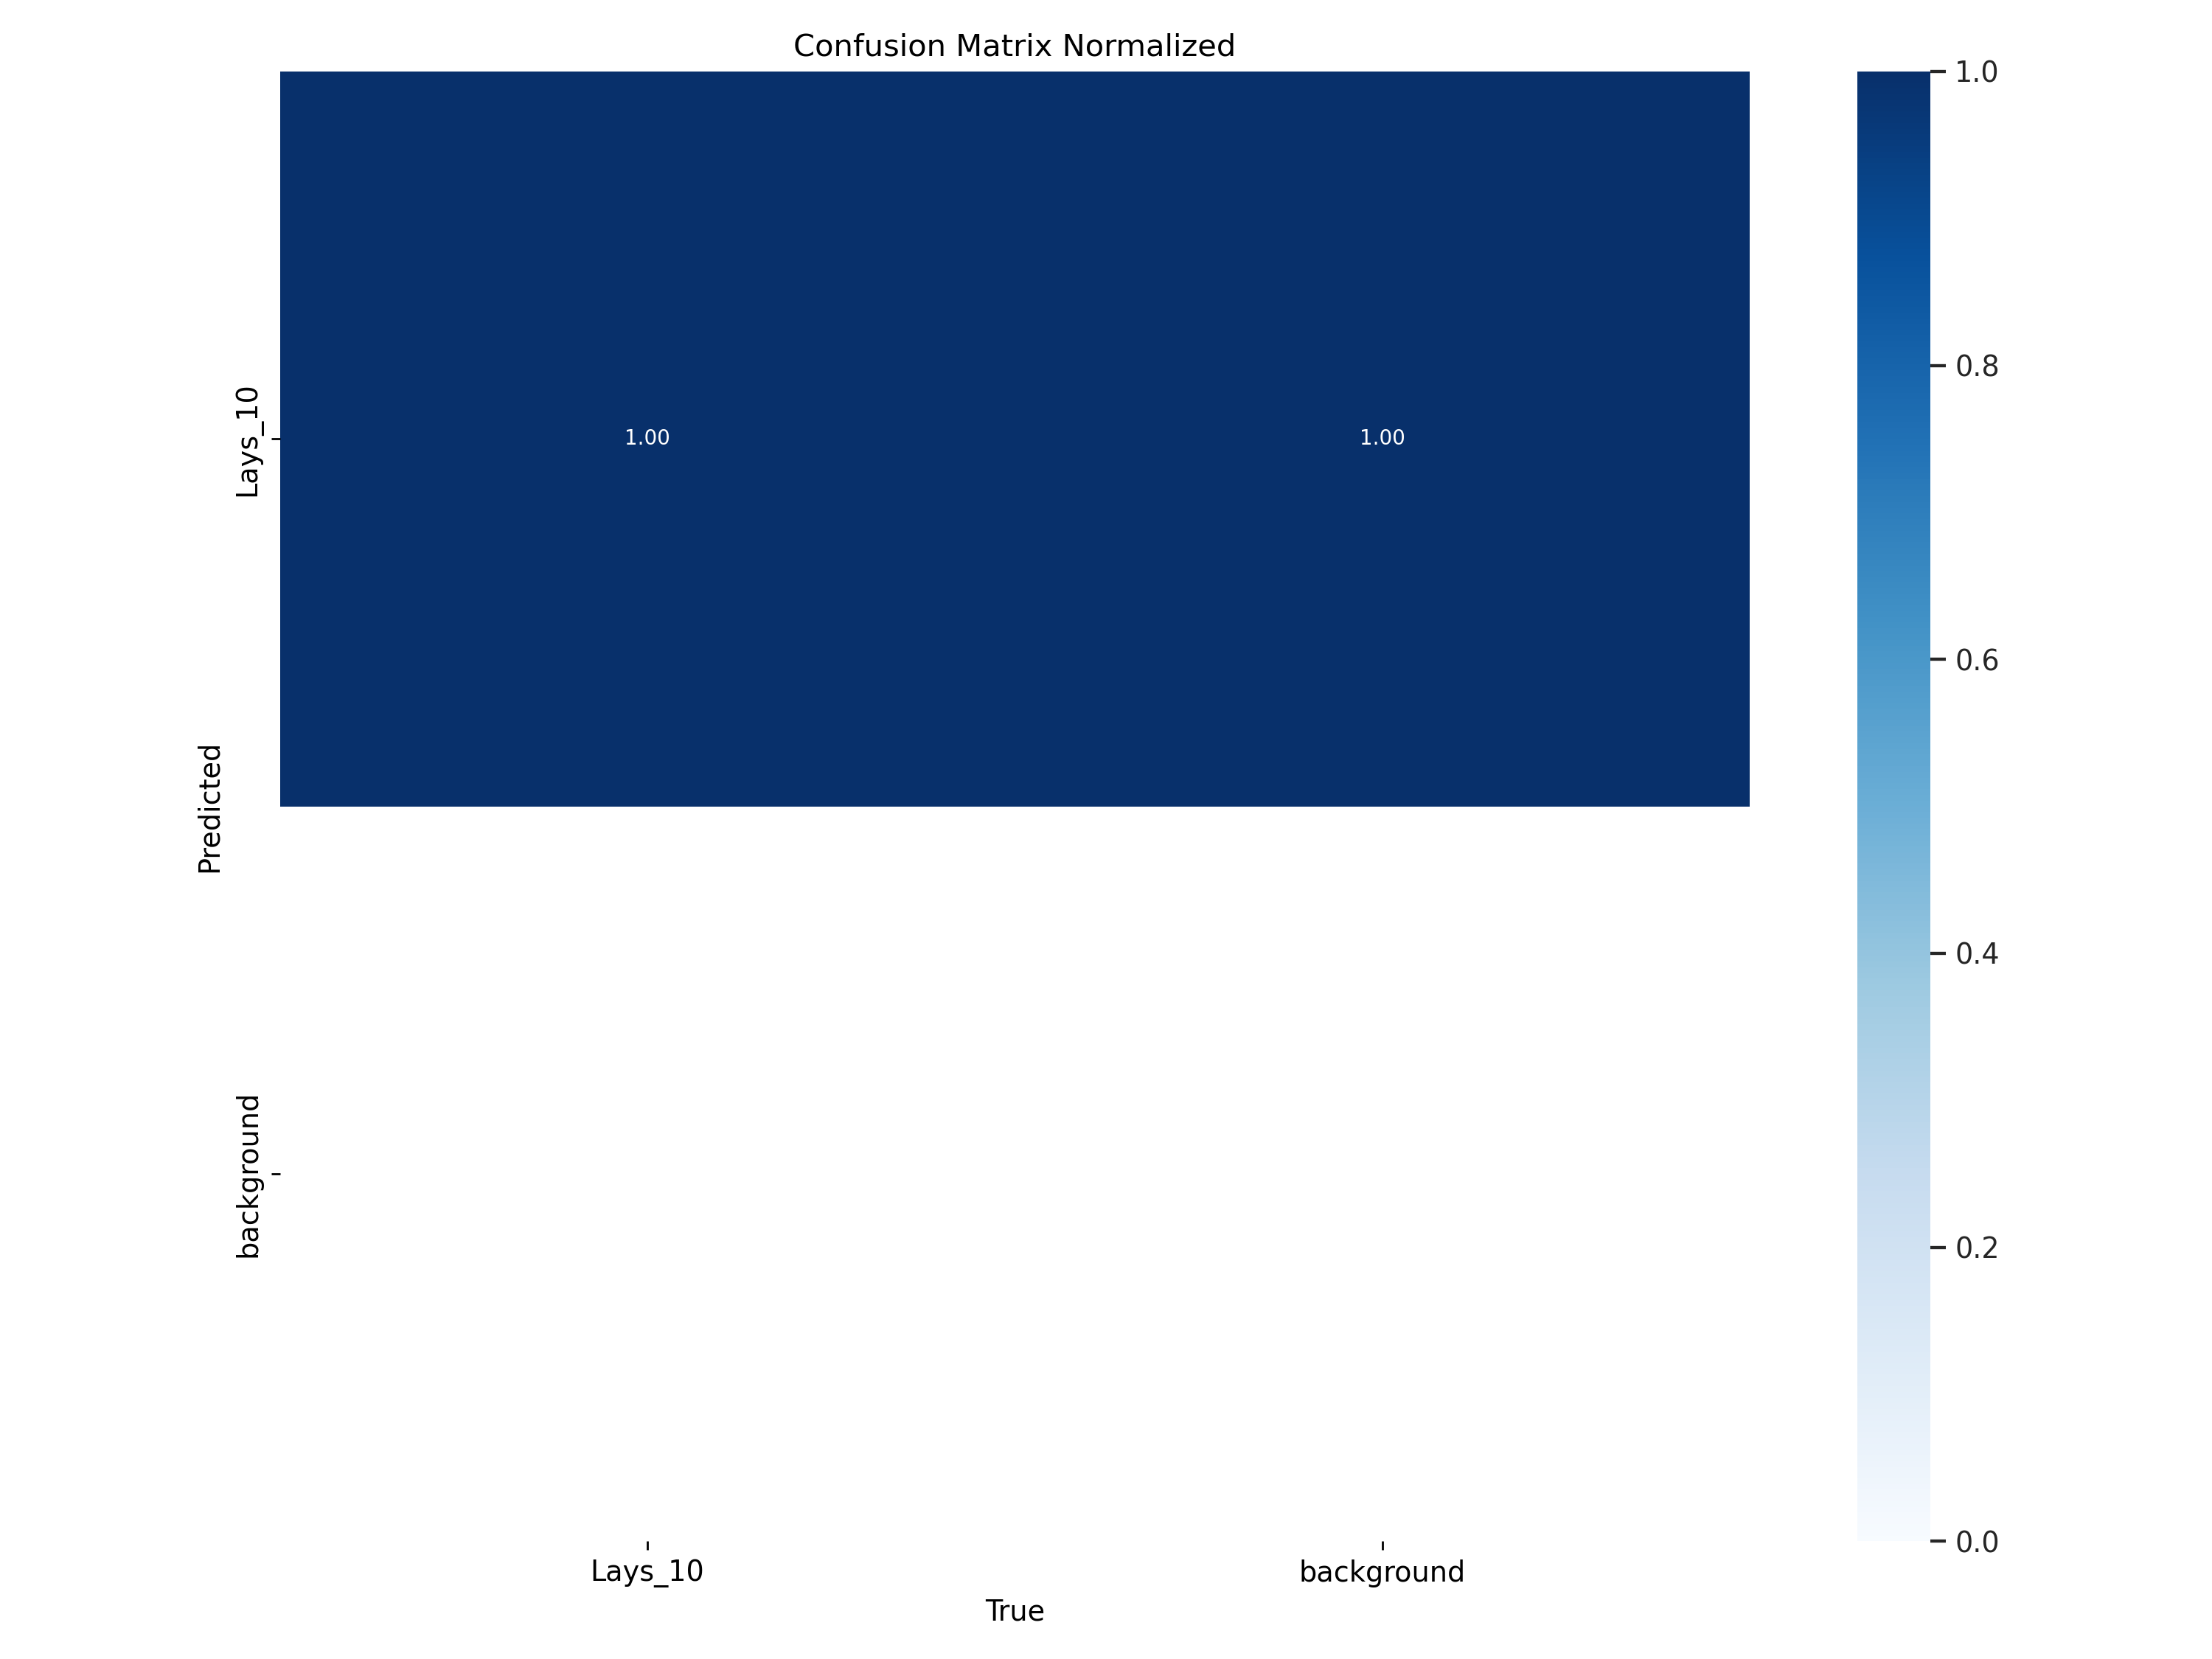 Confusion Matrix Normalized
1.0
0.8
0.6
0.4
0.2
0.0
Lays_10
1.00 1.00
Predicted
background
Lays_10 background
True